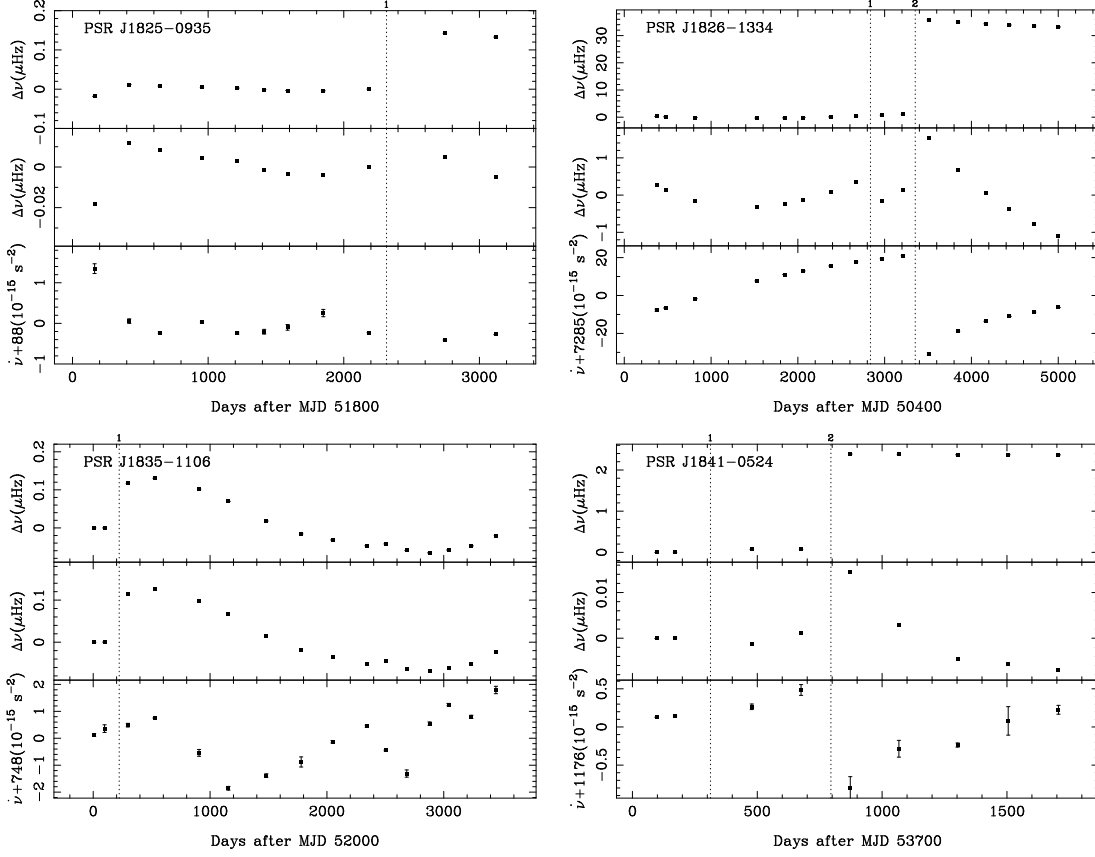 1
PSR J1825−0935
Δν(μHz)
−0.1 0 0.1 0.2
Δν(μHz)
−0.02 0
ν̇+88(10⁻¹⁵ s⁻²)
−1 0 1
0 1000 2000 3000
Days after MJD 51800
1 2
PSR J1826−1334
Δν(μHz)
0 10 20 30
Δν(μHz)
−1 0 1
ν̇+7285(10⁻¹⁵ s⁻²)
−20 0 20
0 1000 2000 3000 4000 5000
Days after MJD 50400
1
PSR J1835−1106
Δν(μHz)
0 0.1 0.2
Δν(μHz)
0 0.1
ν̇+748(10⁻¹⁵ s⁻²)
−2 −1 0 1 2
0 1000 2000 3000
Days after MJD 52000
1 2
PSR J1841−0524
Δν(μHz)
0 2
Δν(μHz)
0 0.01
ν̇+1176(10⁻¹⁵ s⁻²)
−0.5 0 0.5
0 500 1000 1500
Days after MJD 53700